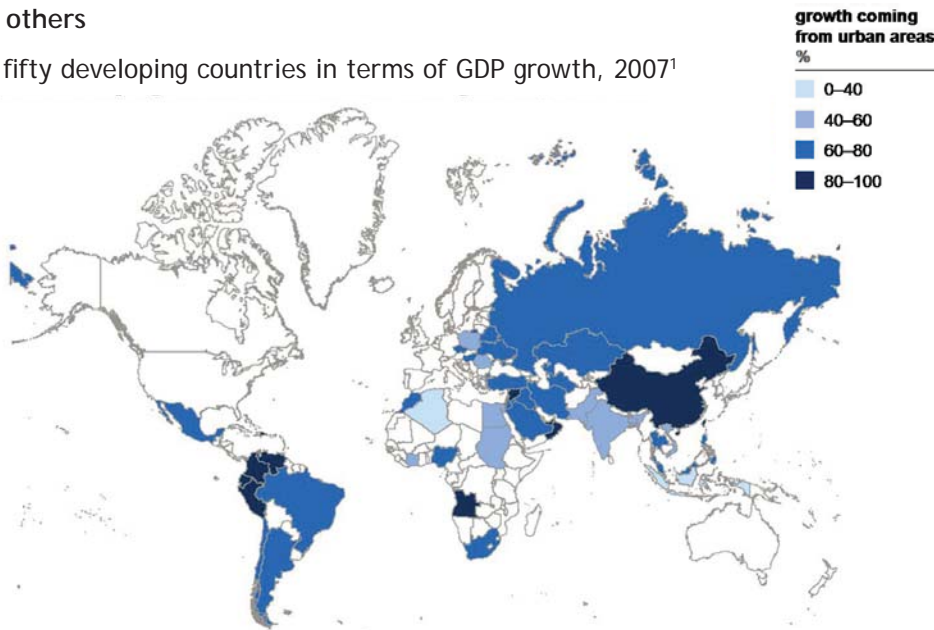 others
fifty developing countries in terms of GDP growth, 2007¹
growth coming
from urban areas
%
0–40
40–60
60–80
80–100